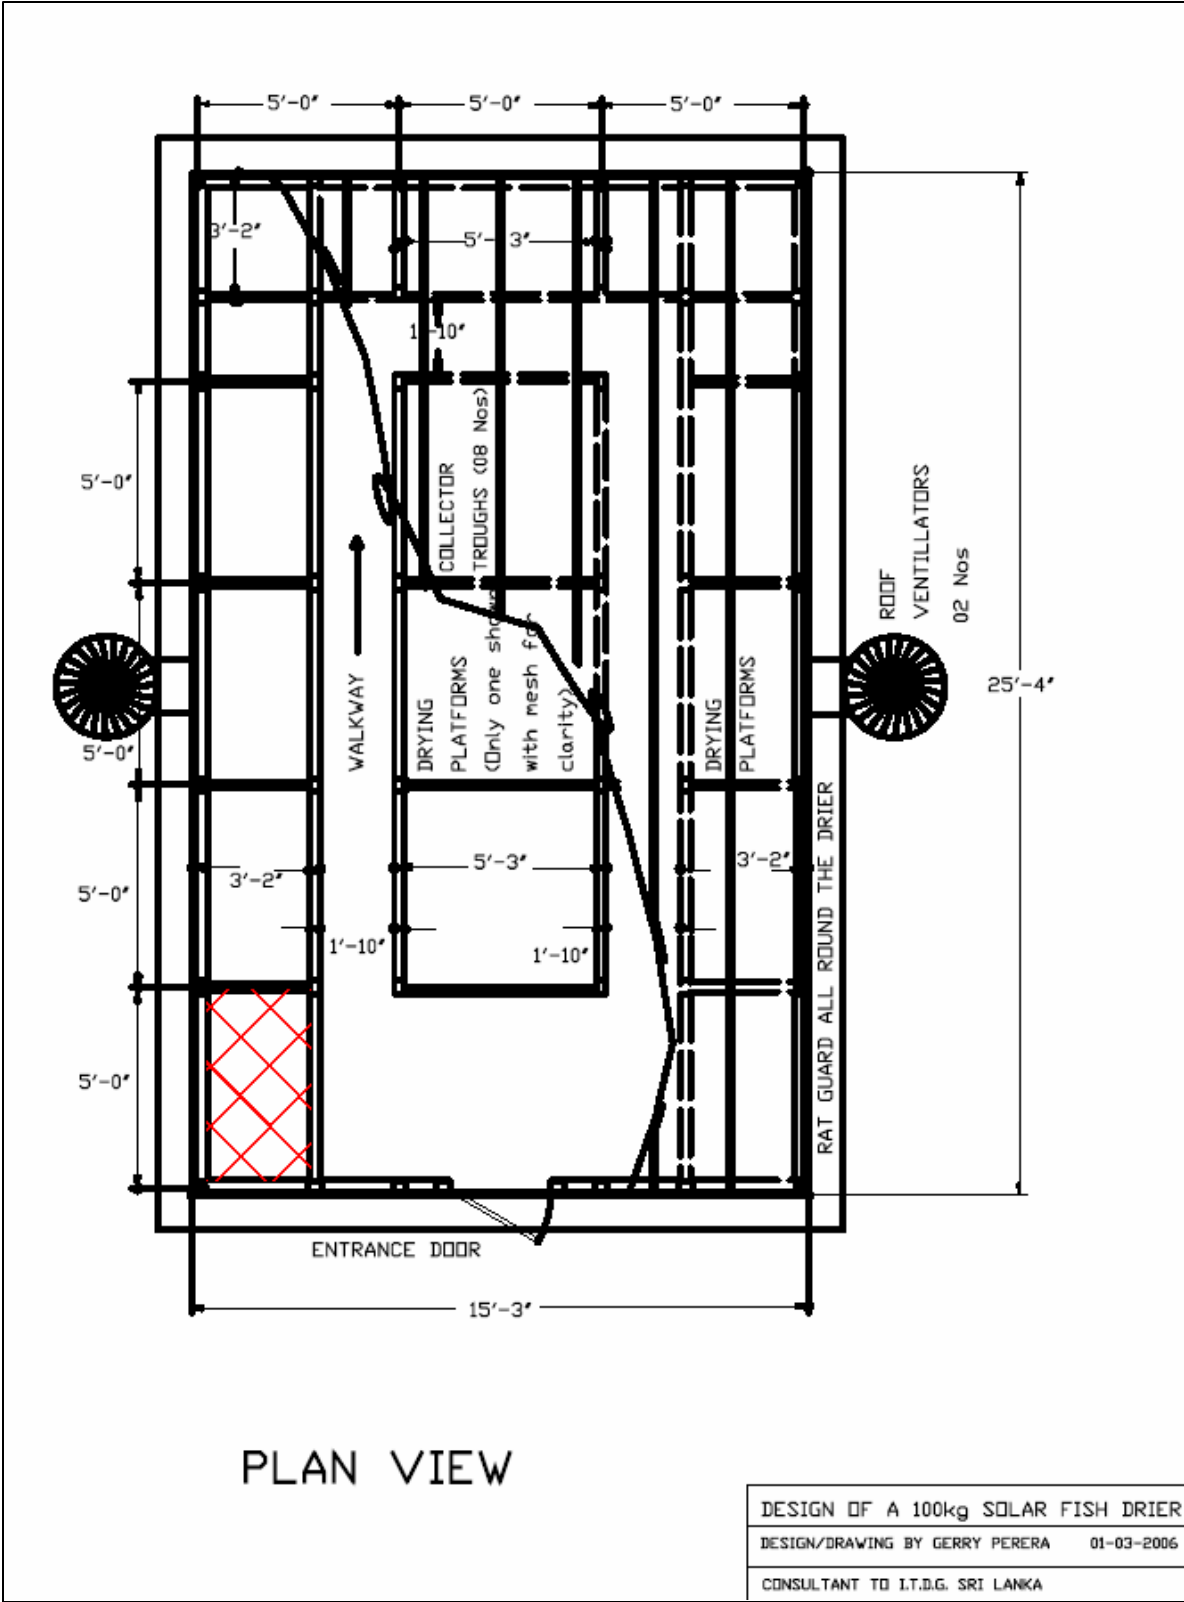 5'-0" 5'-0" 5'-0"
3'-2"
5'-3"
1'-10"
5'-0"
COLLECTOR
TROUGHS (08 Nos)
ROOF
VENTILLATORS
02 Nos
WALKWAY
DRYING
PLATFORMS
(Only one shown
with mesh for
clarity)
DRYING
PLATFORMS
25'-4"
5'-0"
RAT GUARD ALL ROUND THE DRIER
5'-0"
3'-2"
5'-3"
3'-2"
1'-10"
1'-10"
5'-0"
ENTRANCE DOOR
15'-3"
PLAN VIEW
DESIGN OF A 100kg SOLAR FISH DRIER
DESIGN/DRAWING BY GERRY PERERA 01-03-2006
CONSULTANT TO I.T.D.G. SRI LANKA